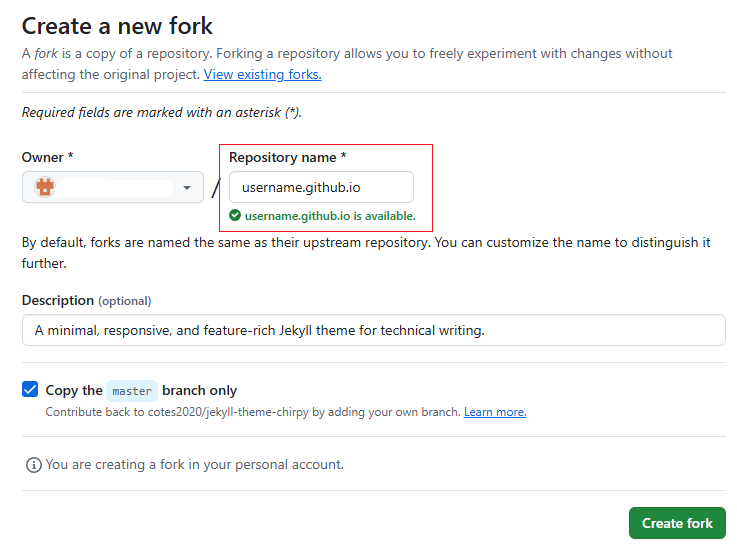 Create a new fork
A fork is a copy of a repository. Forking a repository allows you to freely experiment with changes without
affecting the original project. View existing forks.
Required fields are marked with an asterisk (*).
Owner *
Repository name *
/
username.github.io
username.github.io is available.
By default, forks are named the same as their upstream repository. You can customize the name to distinguish it
further.
Description (optional)
A minimal, responsive, and feature-rich Jekyll theme for technical writing.
Copy the master branch only
Contribute back to cotes2020/jekyll-theme-chirpy by adding your own branch. Learn more.
You are creating a fork in your personal account.
Create fork